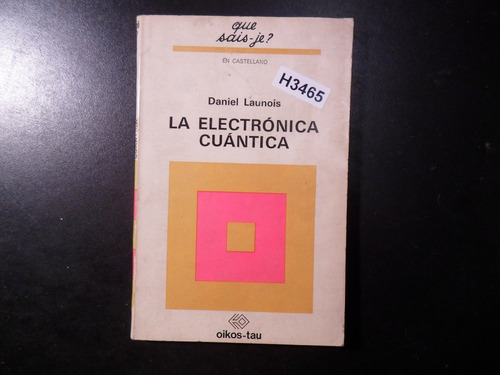 que
sais-je?
EN CASTELLANO
H3465
Daniel Launois
LA ELECTRÓNICA
CUÁNTICA
oikos-tau